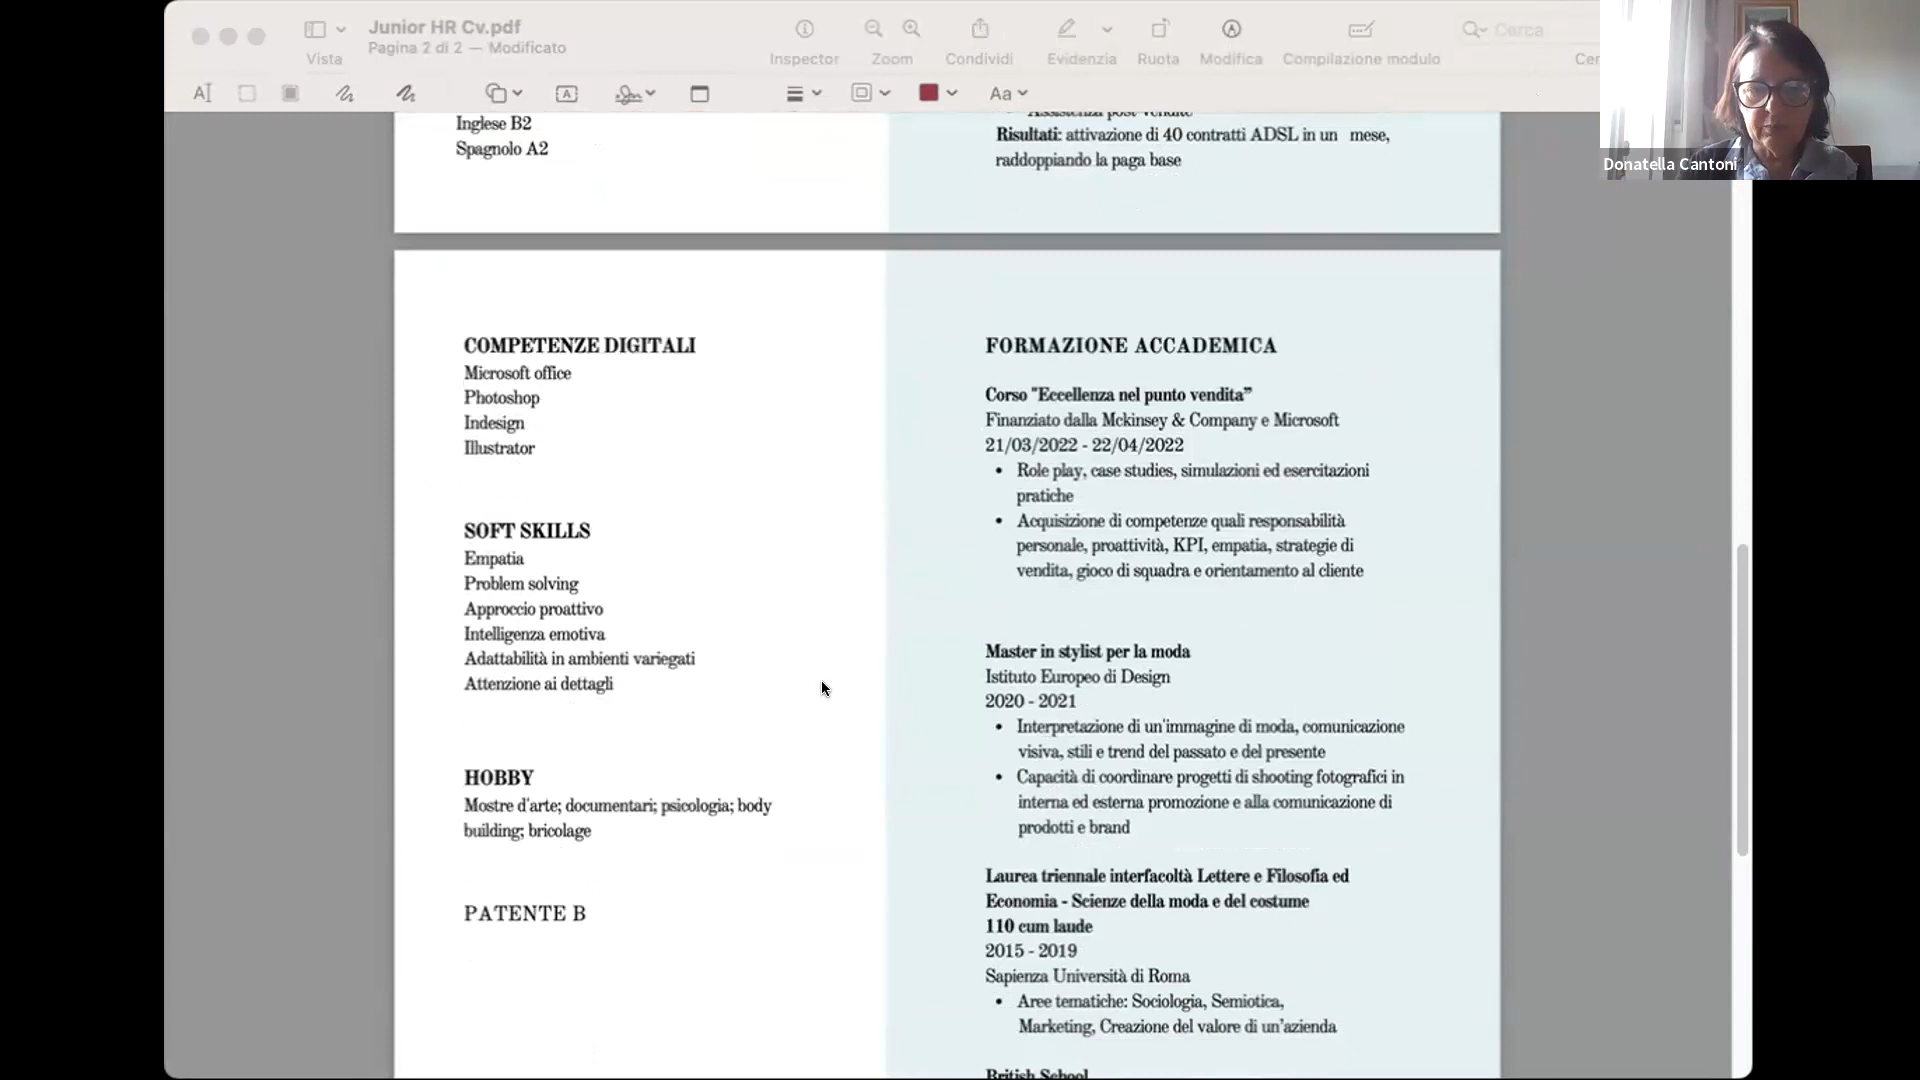 Junior HR Cv.pdf
Pagina 2 di 2 — Modificato
Vista
Inspector
Zoom
Condividi
Evidenzia
Ruota
Modifica
Compilazione modulo
Cerca
Aa
Donatella Cantoni
Inglese B2
Spagnolo A2
Assistenza post vendite
Risultati: attivazione di 40 contratti ADSL in un mese,
raddoppiando la paga base
COMPETENZE DIGITALI
Microsoft office
Photoshop
Indesign
Illustrator
SOFT SKILLS
Empatia
Problem solving
Approccio proattivo
Intelligenza emotiva
Adattabilità in ambienti variegati
Attenzione ai dettagli
HOBBY
Mostre d'arte; documentari; psicologia; body
building; bricolage
PATENTE B
FORMAZIONE ACCADEMICA
Corso "Eccellenza nel punto vendita”
Finanziato dalla Mckinsey & Company e Microsoft
21/03/2022 - 22/04/2022
• Role play, case studies, simulazioni ed esercitazioni
pratiche
• Acquisizione di competenze quali responsabilità
personale, proattività, KPI, empatia, strategie di
vendita, gioco di squadra e orientamento al cliente
Master in stylist per la moda
Istituto Europeo di Design
2020 - 2021
• Interpretazione di un'immagine di moda, comunicazione
visiva, stili e trend del passato e del presente
• Capacità di coordinare progetti di shooting fotografici in
interna ed esterna promozione e alla comunicazione di
prodotti e brand
Laurea triennale interfacoltà Lettere e Filosofia ed
Economia - Scienze della moda e del costume
110 cum laude
2015 - 2019
Sapienza Università di Roma
• Aree tematiche: Sociologia, Semiotica,
Marketing, Creazione del valore di un’azienda
British School